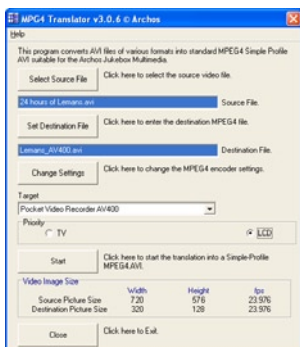 MPG4 Translator v3.0.6 © Archos
Help
This program converts AVI files of various formats into standard MPEG4 Simple Profile
AVI suitable for the Archos Jukebox Multimedia.
Select Source File
Click here to select the source video file.
24 hours of Lemans.avi
Source File.
Set Destination File
Click here to enter the destination MPEG4 file.
Lemans_AV400.avi
Destination File.
Change Settings
Click here to change the MPEG4 encoder settings.
Target
Pocket Video Recorder AV400
Priority
TV
LCD
Start
Click here to start the translation into a Simple-Profile
MPEG4 AVI.
Video Image Size
Width Height fps
Source Picture Size 720 576 23.976
Destination Picture Size 320 128 23.976
Close
Click here to Exit.